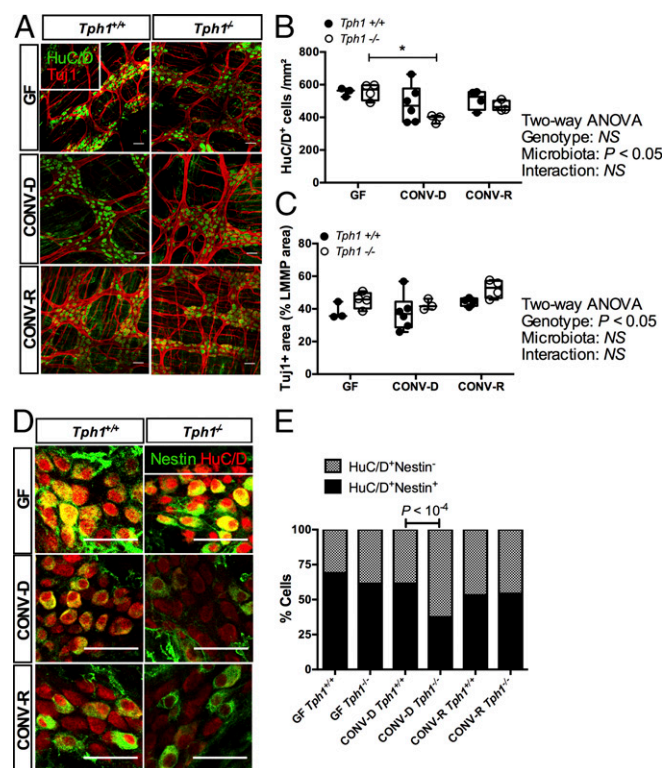 A
Tph1+/+
Tph1-/-
HuC/D
Tuj1
GF
CONV-D
CONV-R
B
Tph1 +/+
Tph1 -/-
*
HuC/D+ cells /mm²
800
600
400
200
0
GF
CONV-D
CONV-R
Two-way ANOVA
Genotype: NS
Microbiota: P < 0.05
Interaction: NS
C
Tph1 +/+
Tph1 -/-
Tuj1+ area (% LMMP area)
80
60
40
20
0
GF
CONV-D
CONV-R
Two-way ANOVA
Genotype: P < 0.05
Microbiota: NS
Interaction: NS
D
Tph1+/+
Tph1-/-
Nestin HuC/D
GF
CONV-D
CONV-R
E
HuC/D+Nestin-
HuC/D+Nestin+
P < 10-4
% Cells
100
75
50
25
0
GF Tph1+/+
GF Tph1-/-
CONV-D Tph1+/+
CONV-D Tph1-/-
CONV-R Tph1+/+
CONV-R Tph1-/-